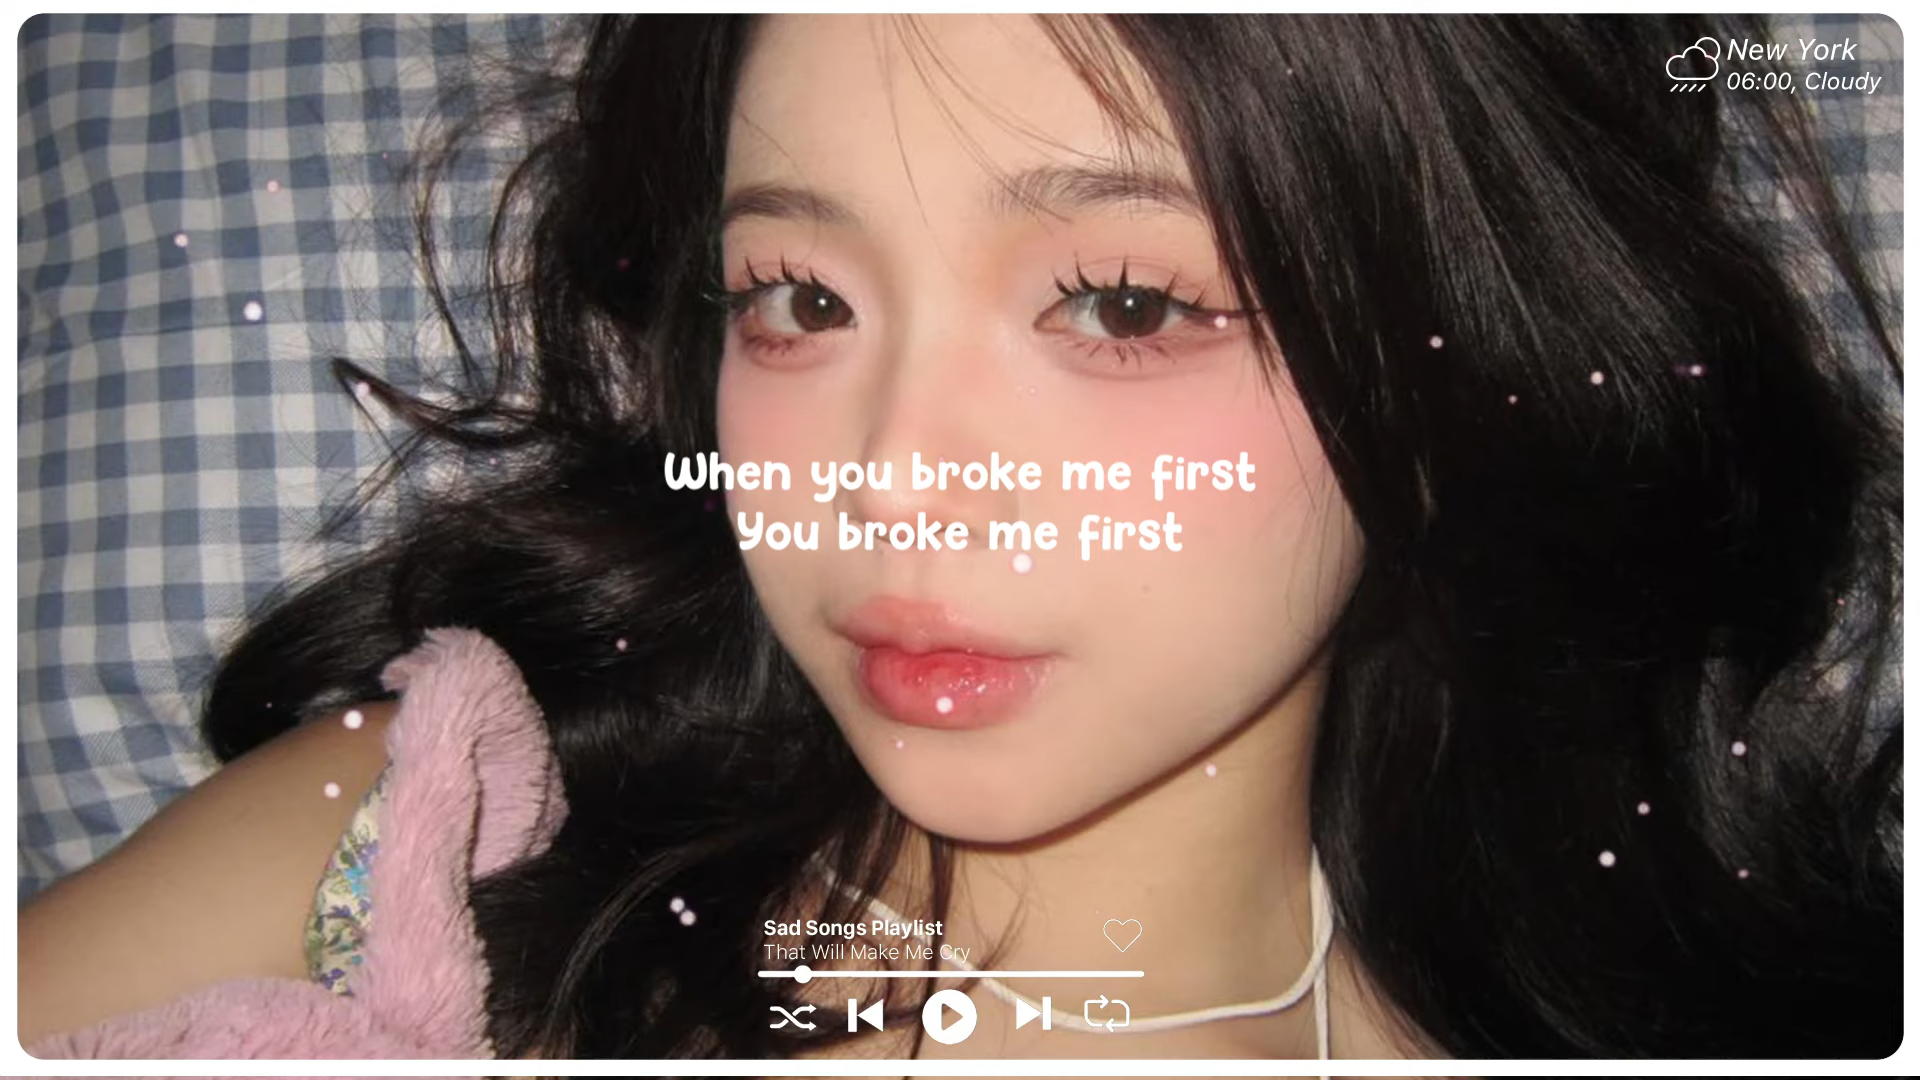 New York
06:00, Cloudy
When you broke me first
You broke me first
Sad Songs Playlist
That Will Make Me Cry